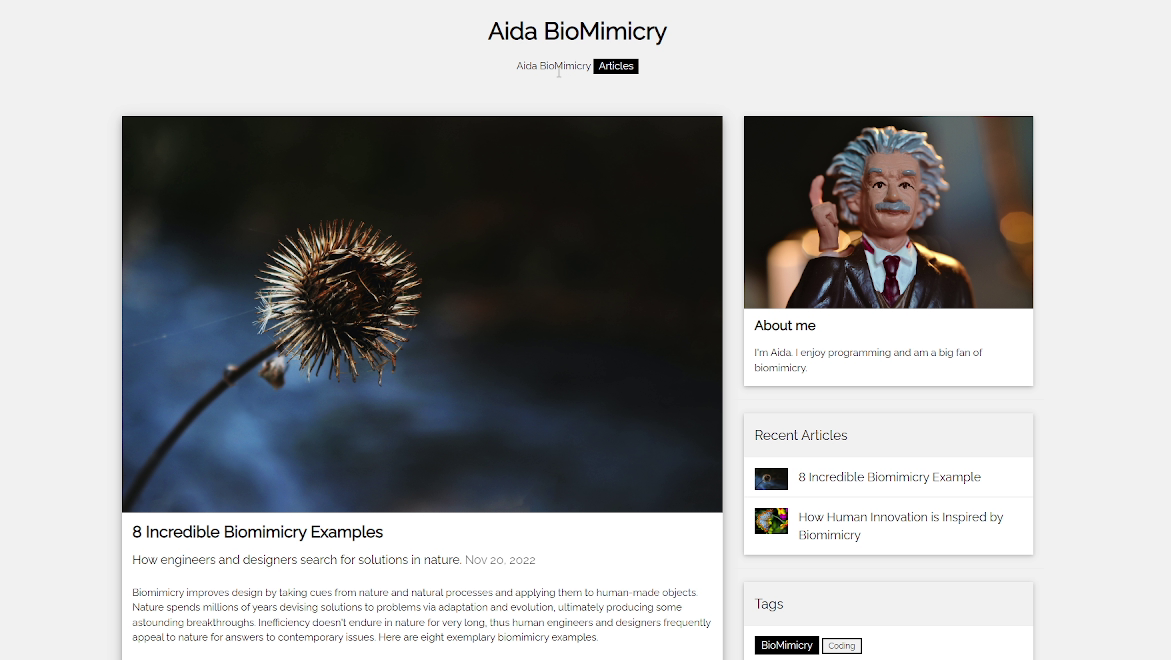 Aida BioMimicry
Aida BioMimicry Articles
8 Incredible Biomimicry Examples
How engineers and designers search for solutions in nature. Nov 20, 2022
Biomimicry improves design by taking cues from nature and natural processes and applying them to human-made objects.
Nature spends millions of years devising solutions to problems via adaptation and evolution, ultimately producing some
astounding breakthroughs. Inefficiency doesn't endure in nature for very long, thus human engineers and designers frequently
appeal to nature for answers to contemporary issues. Here are eight exemplary biomimicry examples.
About me
I'm Aida. I enjoy programming and am a big fan of
biomimicry.
Recent Articles
8 Incredible Biomimicry Example
How Human Innovation is Inspired by
Biomimicry
Tags
BioMimicry Coding